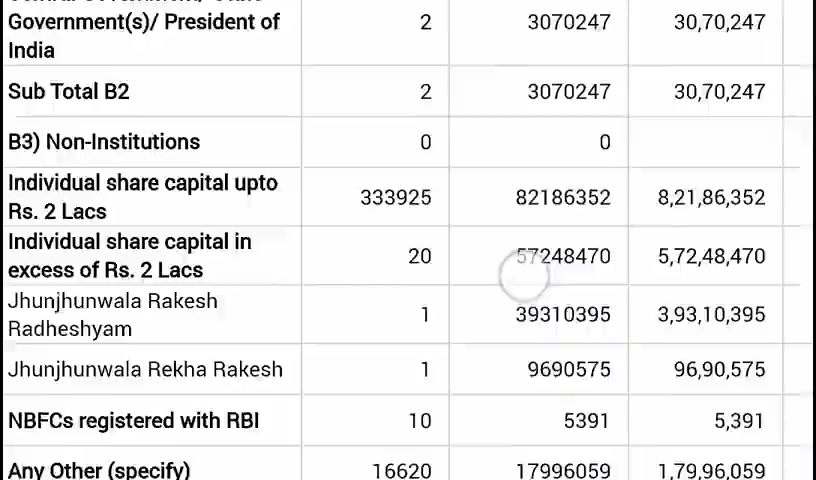 Government(s)/ President of 2 3070247 30,70,247
India
Sub Total B2 2 3070247 30,70,247
B3) Non-Institutions 0 0
Individual share capital upto
Rs. 2 Lacs 333925 82186352 8,21,86,352
Individual share capital in
excess of Rs. 2 Lacs 20 57248470 5,72,48,470
Jhunjhunwala Rakesh
Radheshyam 1 39310395 3,93,10,395
Jhunjhunwala Rekha Rakesh 1 9690575 96,90,575
NBFCs registered with RBI 10 5391 5,391
Any Other (specify) 16620 17996059 1,79,96,059